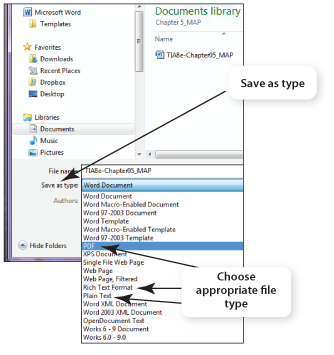 Microsoft Word
Templates
Favorites
Downloads
Recent Places
Dropbox
Desktop
Libraries
Documents
Music
Pictures
Documents library
Chapter 5_MAP
Name
TIA8e-Chapter05_MAP
Save as type
File name: TIA8e-Chapter05_MAP
Save as type: Word Document
Authors:
Word Document
Word Macro-Enabled Document
Word 97-2003 Document
Word Template
Word Macro-Enabled Template
Word 97-2003 Template
PDF
XPS Document
Single File Web Page
Web Page
Web Page, Filtered
Rich Text Format
Plain Text
Word XML Document
Word 2003 XML Document
OpenDocument Text
Works 6 - 9 Document
Works 6.0 - 9.0
Hide Folders
Choose
appropriate file
type